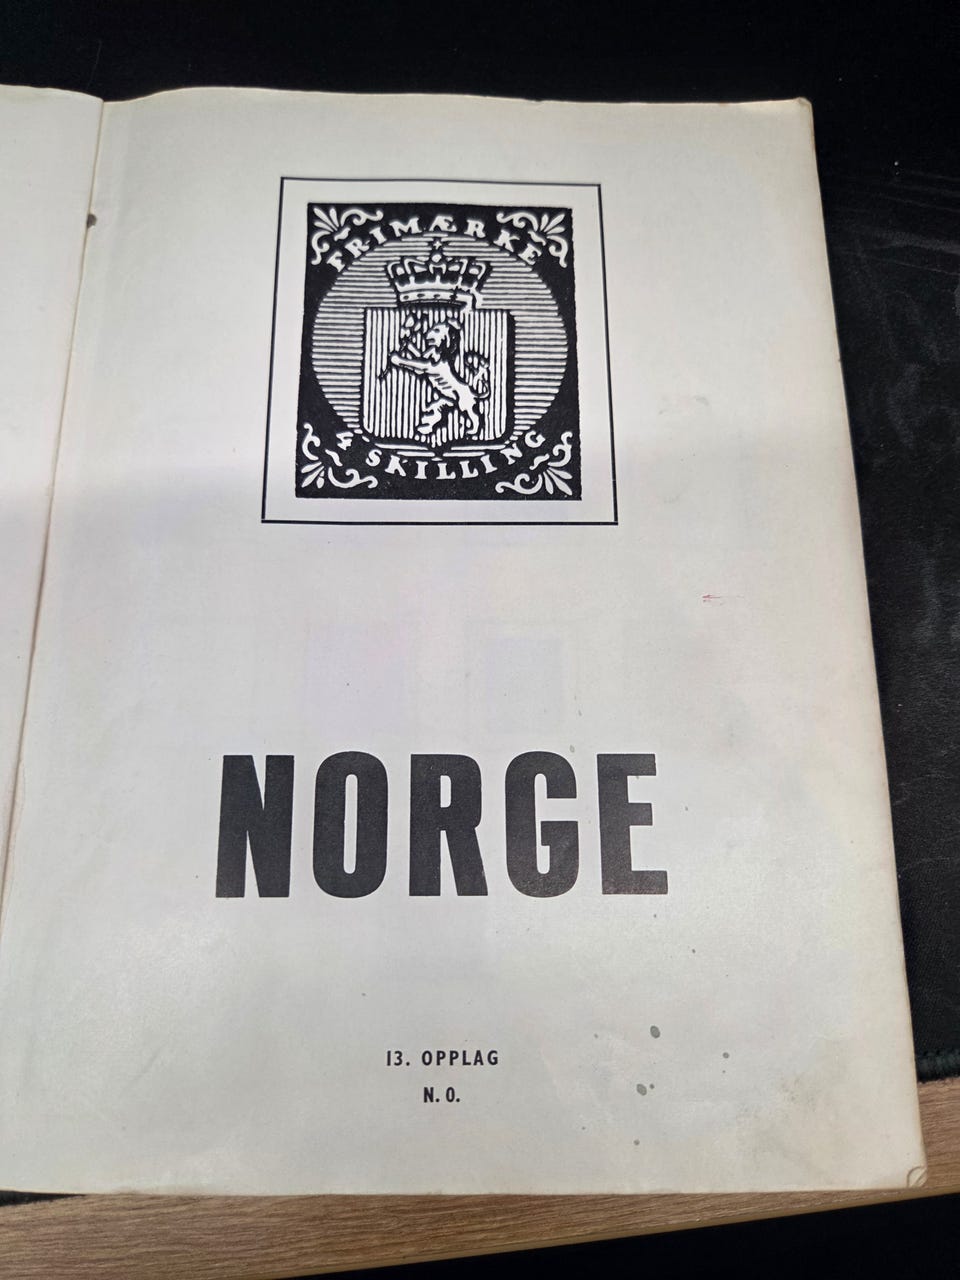 FRIMÆRKE
4 SKILLING
NORGE
13. OPPLAG
N. O.